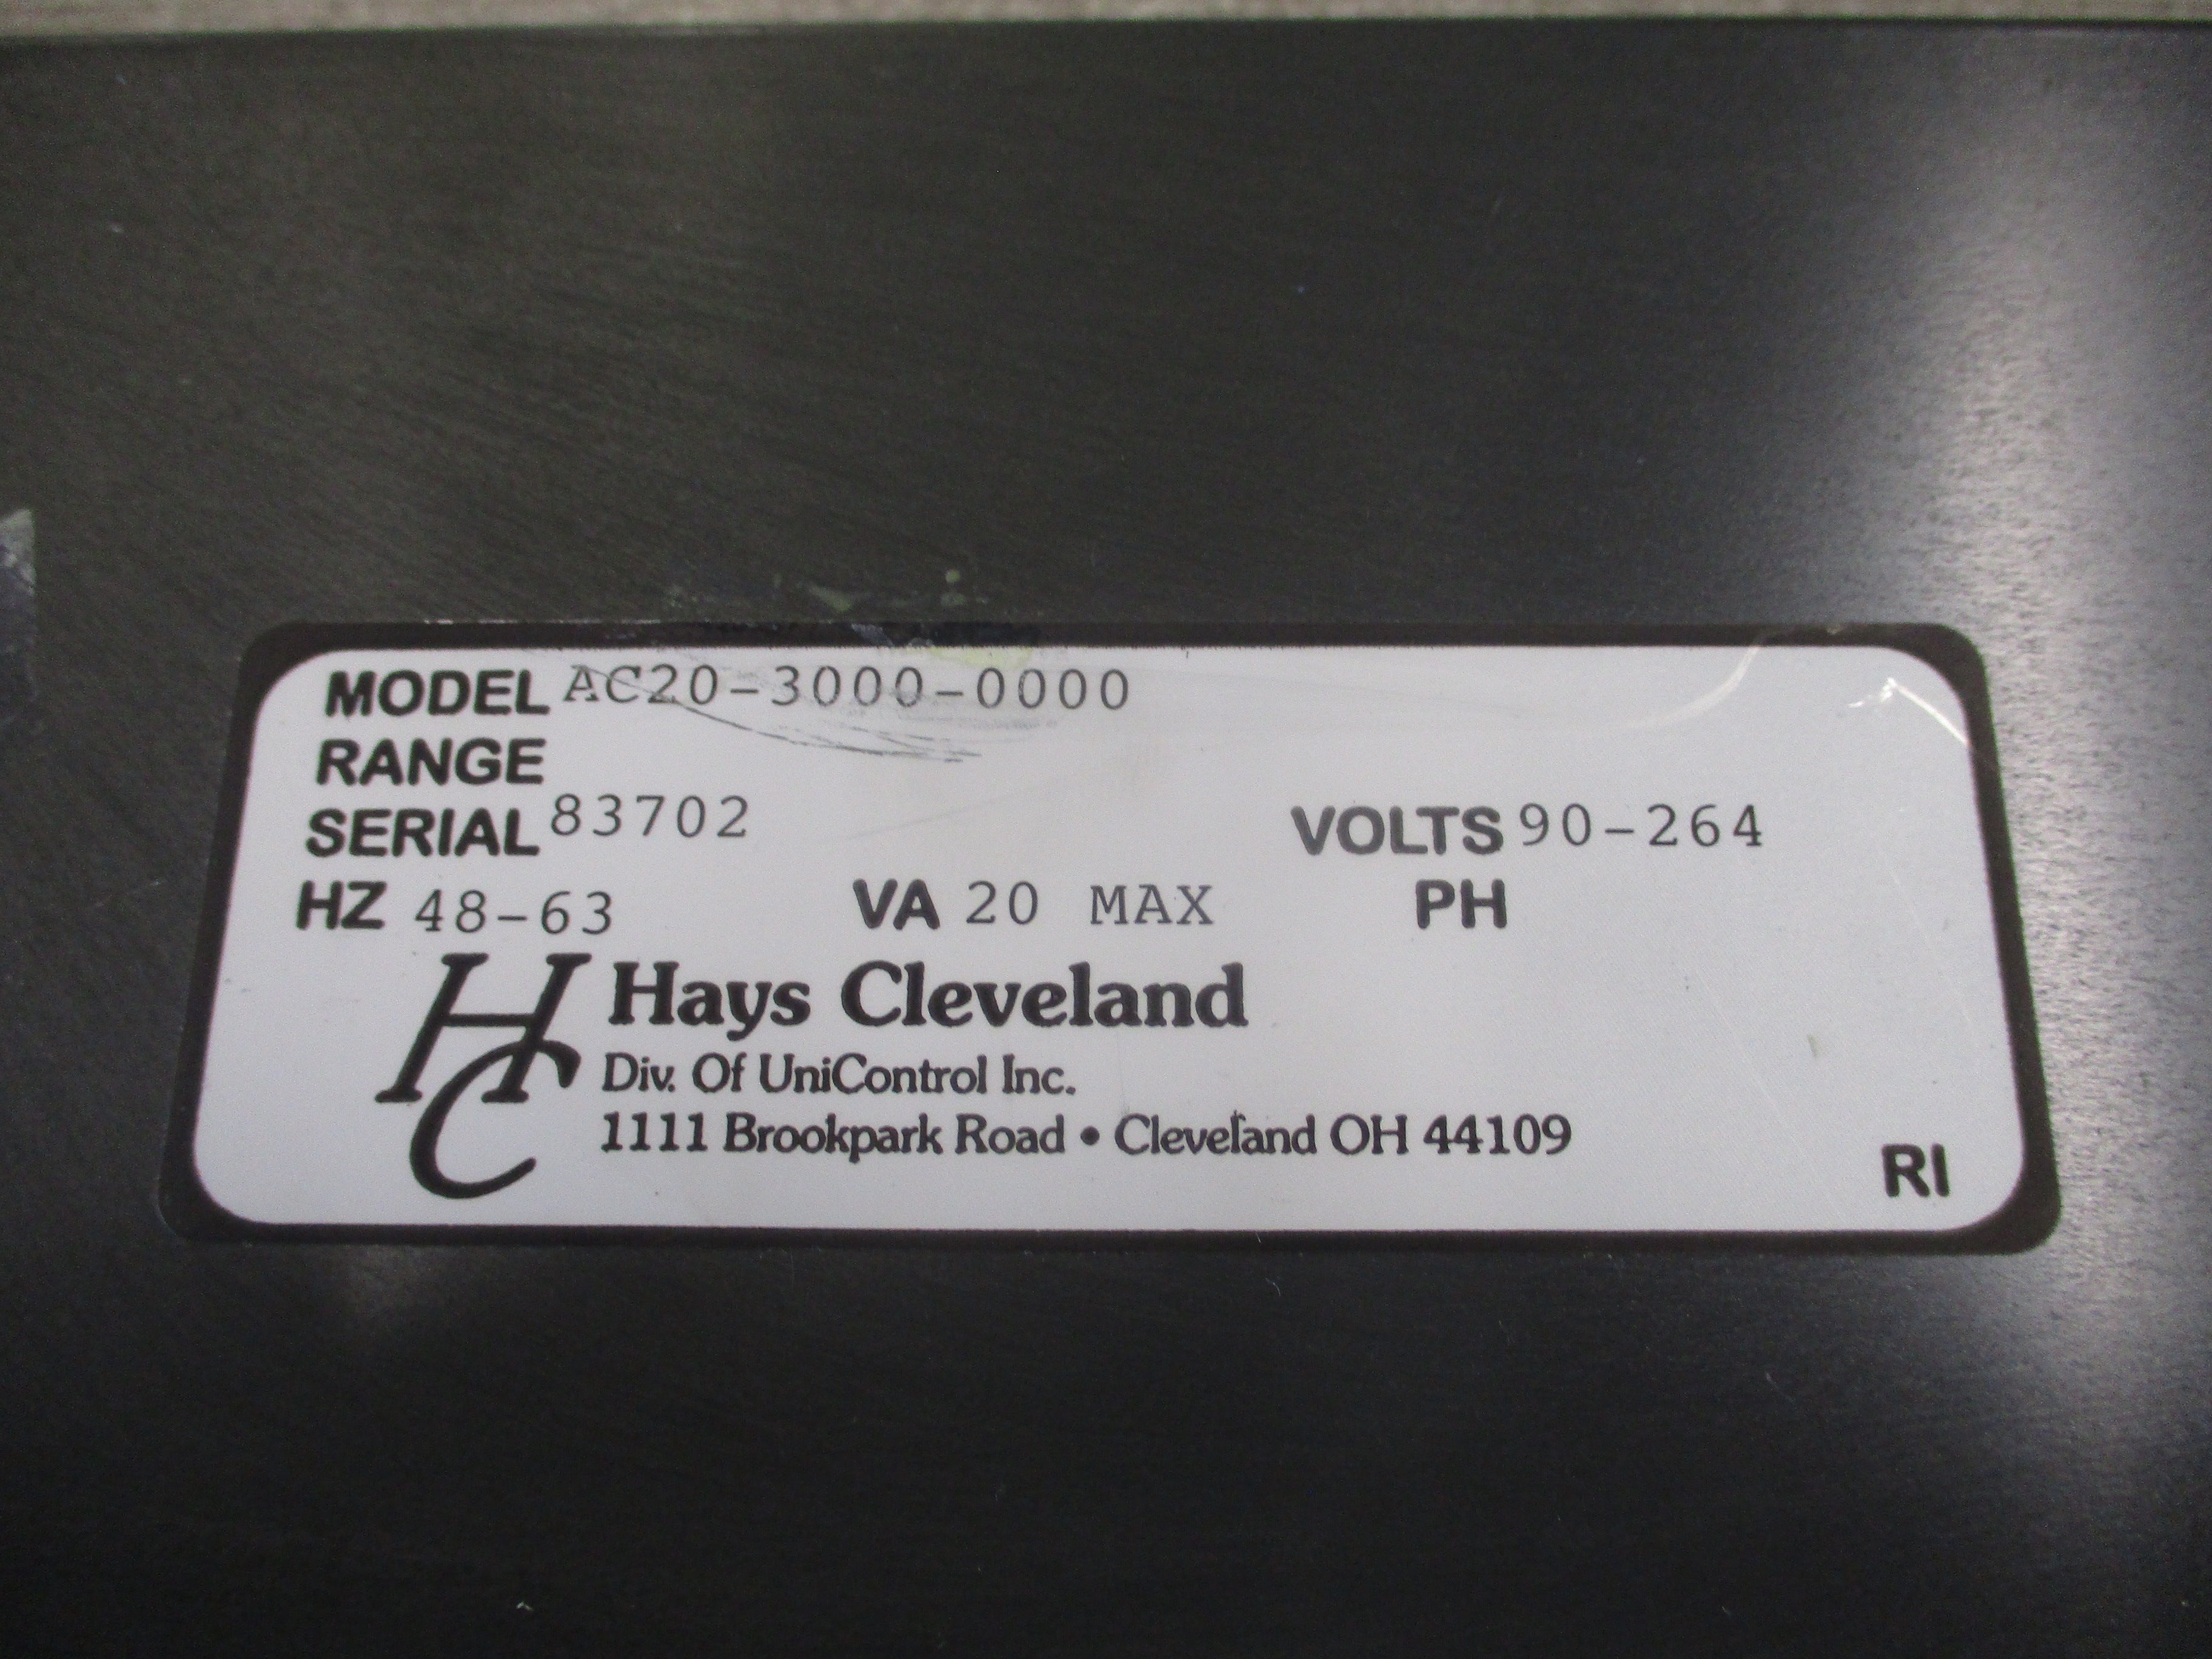 MODEL AC20-3000-0000
RANGE
SERIAL 83702 VOLTS 90-264
HZ 48-63 VA 20 MAX PH
HC Hays Cleveland
Div. Of UniControl Inc.
1111 Brookpark Road • Cleveland OH 44109
RI